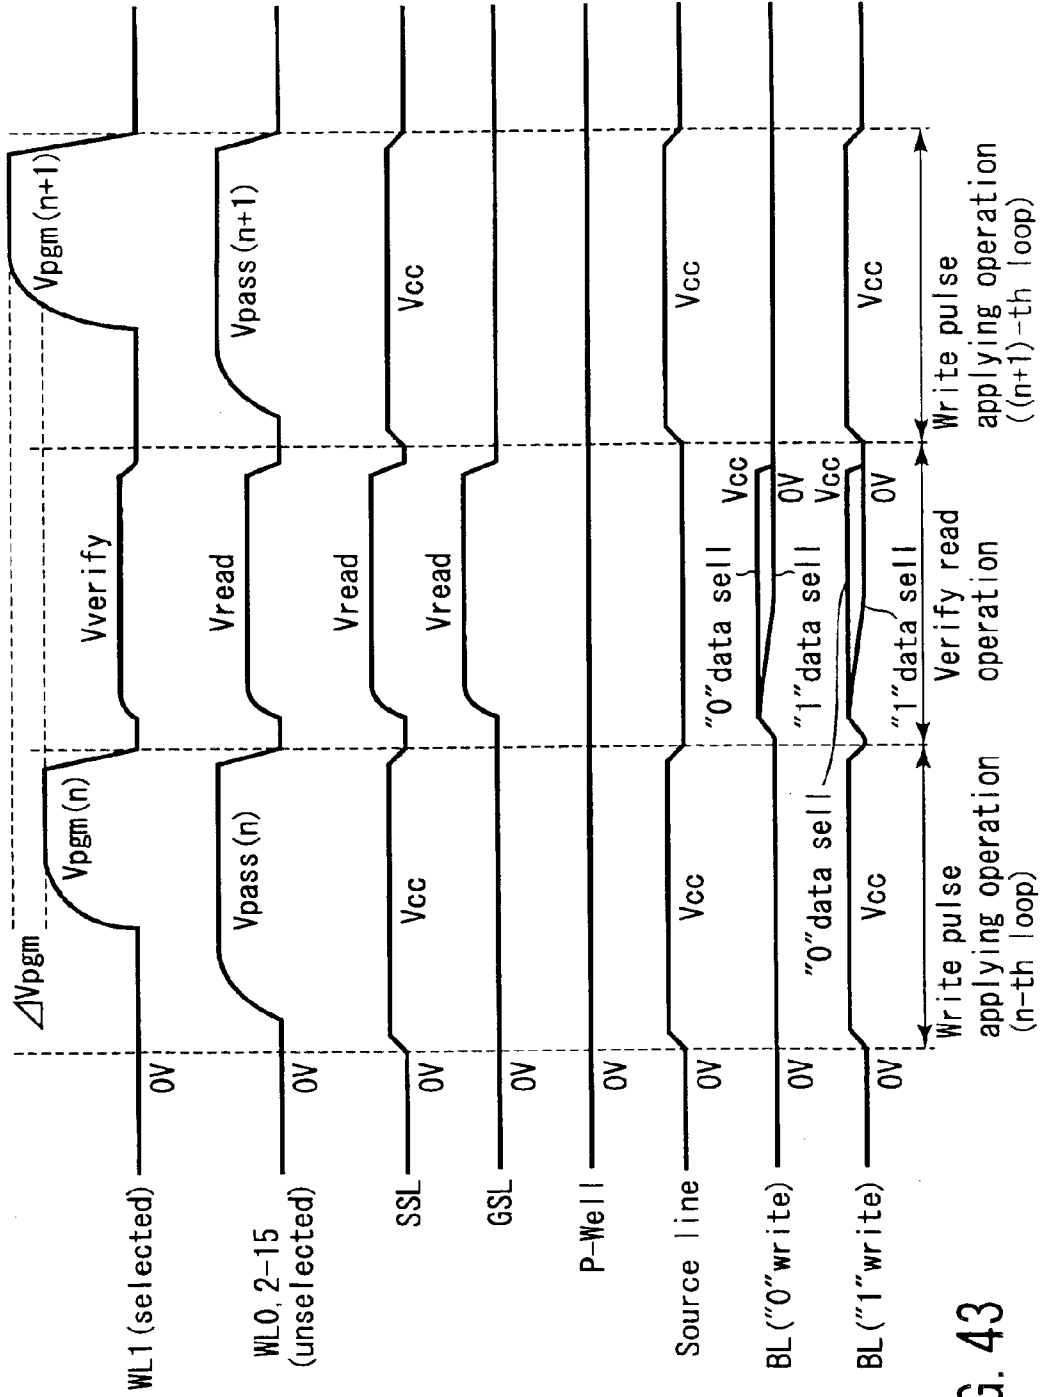 WL1(selected)
0V
ΔVpgm
Vpgm(n)
Vverify
Vpgm(n+1)
WL0, 2-15
(unselected)
0V
Vpass(n)
Vread
Vpass(n+1)
SSL
0V
Vcc
Vread
Vcc
GSL
0V
Vread
P-Well
0V
Source line
0V
Vcc
Vcc
BL("0"write)
0V
"0"data sell
"1"data sell
Vcc
0V
BL("1"write)
0V
"0"data sell
Vcc
"1"data sell
Vcc
0V
Vcc
Write pulse
applying operation
(n-th loop)
Verify read
operation
Write pulse
applying operation
((n+1)-th loop)
43